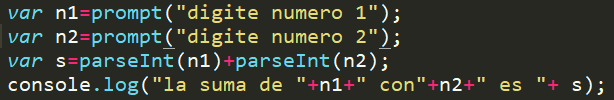 var n1=prompt("digite numero 1");
var n2=prompt("digite numero 2");
var s=parseInt(n1)+parseInt(n2);
console.log("la suma de "+n1+" con"+n2+" es "+ s);